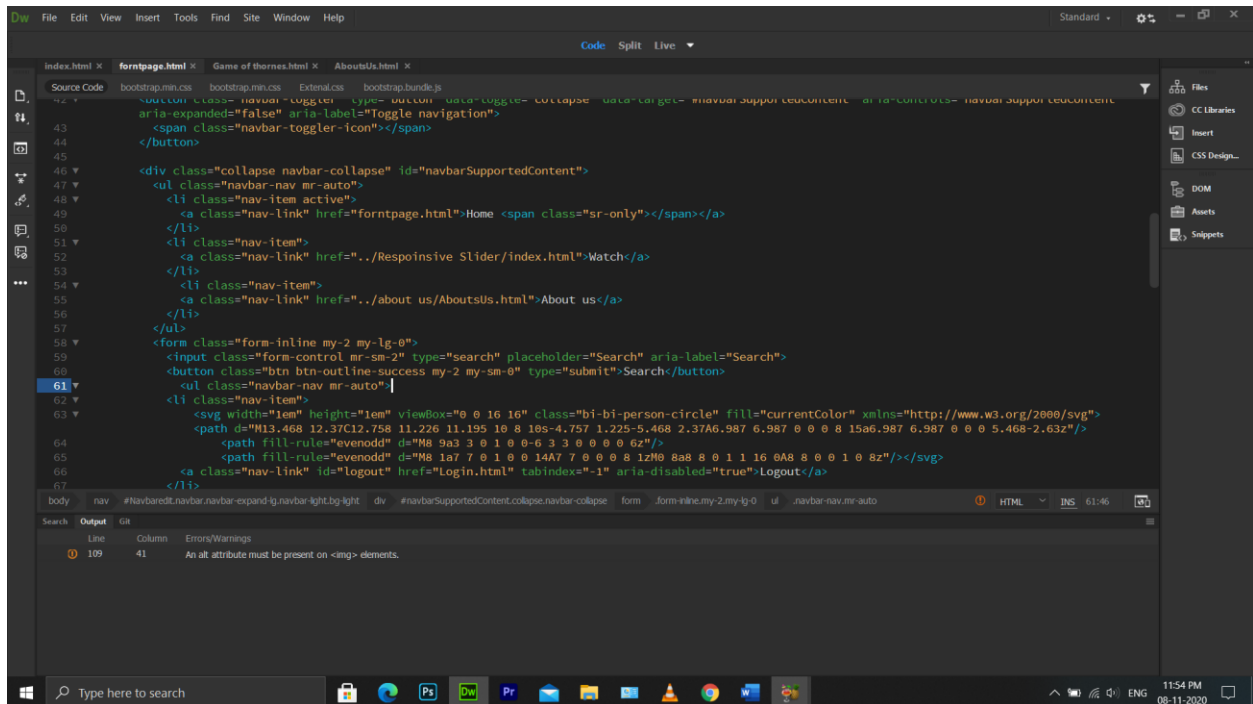 Dw File Edit View Insert Tools Find Site Window Help Standard
Code Split Live
index.html × forntpage.html × Game of thornes.html × AboutsUs.html ×
Source Code bootstrap.min.css bootstrap.min.css Extenal.css bootstrap.bundle.js
42 <button class="navbar-toggler" type="button" data-toggle="collapse" data-target="#navbarSupportedContent" aria-controls="navbarSupportedContent"
aria-expanded="false" aria-label="Toggle navigation">
43 <span class="navbar-toggler-icon"></span>
44 </button>
45
46 <div class="collapse navbar-collapse" id="navbarSupportedContent">
47 <ul class="navbar-nav mr-auto">
48 <li class="nav-item active">
49 <a class="nav-link" href="forntpage.html">Home <span class="sr-only"></span></a>
50 </li>
51 <li class="nav-item">
52 <a class="nav-link" href="../Respoinsive Slider/index.html">Watch</a>
53 </li>
54 <li class="nav-item">
55 <a class="nav-link" href="../about us/AboutsUs.html">About us</a>
56 </li>
57 </ul>
58 <form class="form-inline my-2 my-lg-0">
59 <input class="form-control mr-sm-2" type="search" placeholder="Search" aria-label="Search">
60 <button class="btn btn-outline-success my-2 my-sm-0" type="submit">Search</button>
61 <ul class="navbar-nav mr-auto">
62 <li class="nav-item">
63 <svg width="1em" height="1em" viewBox="0 0 16 16" class="bi-bi-person-circle" fill="currentColor" xmlns="http://www.w3.org/2000/svg">
<path d="M13.468 12.37C12.758 11.226 11.195 10 8 10s-4.757 1.225-5.468 2.37A6.987 6.987 0 0 0 8 15a6.987 6.987 0 0 0 5.468-2.63z"/>
64 <path fill-rule="evenodd" d="M8 9a3 3 0 1 0 0-6 3 3 0 0 0 0 6z"/>
65 <path fill-rule="evenodd" d="M8 1a7 7 0 1 0 0 14A7 7 0 0 0 8 1zM0 8a8 8 0 1 1 16 0A8 8 0 0 1 0 8z"/></svg>
66 <a class="nav-link" id="logout" href="Login.html" tabindex="-1" aria-disabled="true">Logout</a>
67 </li>
body nav #Navbaredit.navbar.navbar-expand-lg.navbar-light.bg-light div #navbarSupportedContent.collapse.navbar-collapse form .form-inline.my-2.my-lg-0 ul .navbar-nav.mr-auto HTML INS 61:46
Search Output Git
Line Column Errors/Warnings
109 41 An alt attribute must be present on <img> elements.
Files
CC Libraries
Insert
CSS Design...
DOM
Assets
Snippets
Type here to search Ps Dw Pr W ENG 11:54 PM
08-11-2020